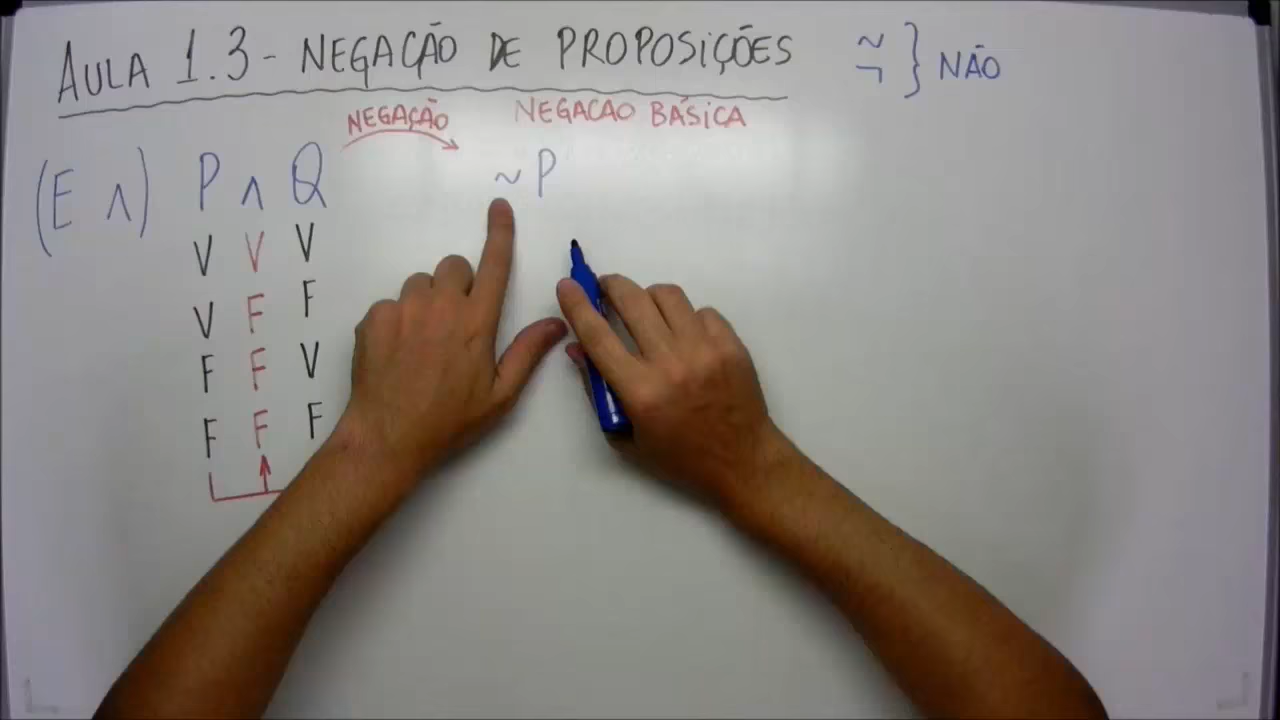 AULA 1.3 - NEGAÇÃO DE PROPOSIÇÕES ~ ¬ } NÃO
NEGAÇÃO NEGACAO BÁSICA
(E ∧) P ∧ Q ~ P
V V V
V F F
F F V
F F F